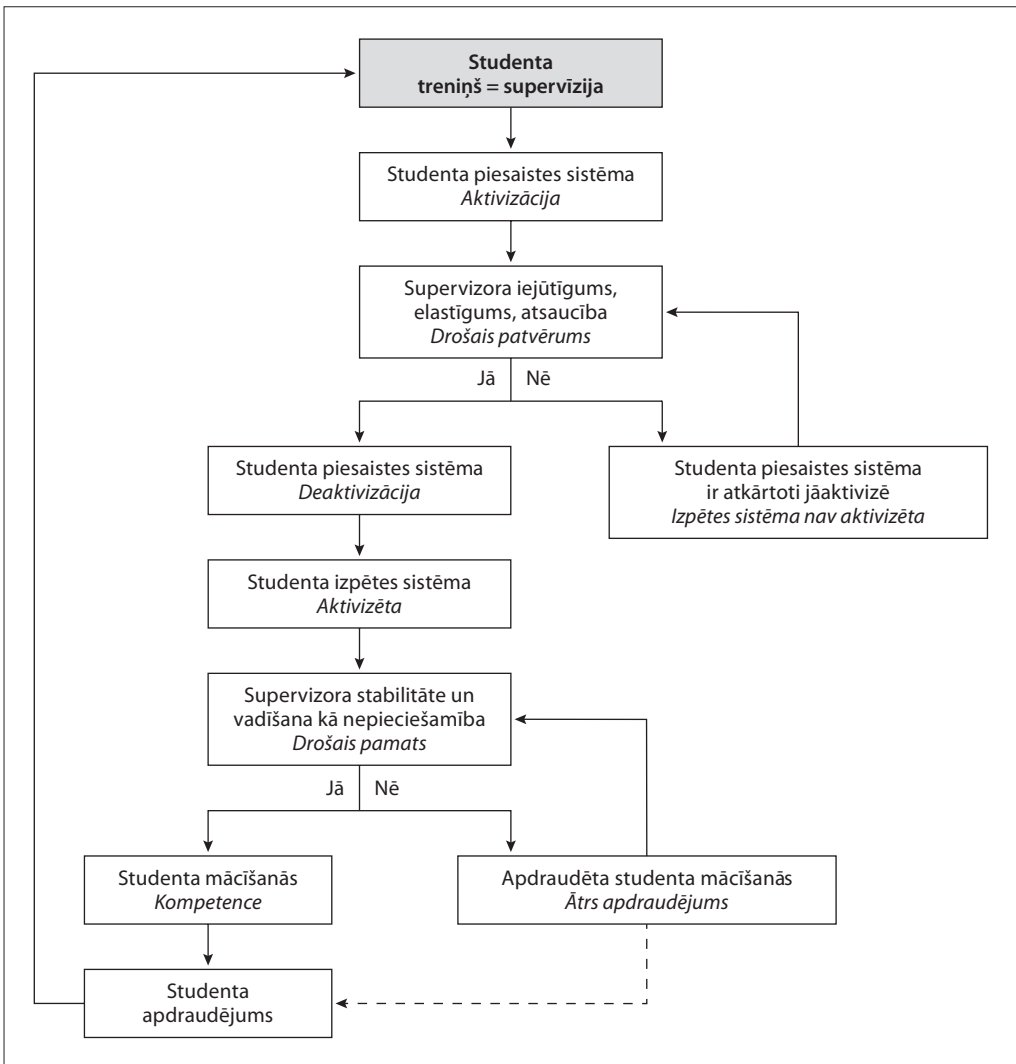 Studenta
treniņš = supervīzija
Studenta piesaistes sistēma
Aktivizācija
Supervizora iejūtīgums,
elastīgums, atsaucība
Drošais patvērums
Jā Nē
Studenta piesaistes sistēma
Deaktivizācija
Studenta piesaistes sistēma
ir atkārtoti jāaktivizē
Izpētes sistēma nav aktivizēta
Studenta izpētes sistēma
Aktivizēta
Supervizora stabilitāte un
vadīšana kā nepieciešamība
Drošais pamats
Jā Nē
Studenta mācīšanās
Kompetence
Apdraudēta studenta mācīšanās
Ātrs apdraudējums
Studenta
apdraudējums